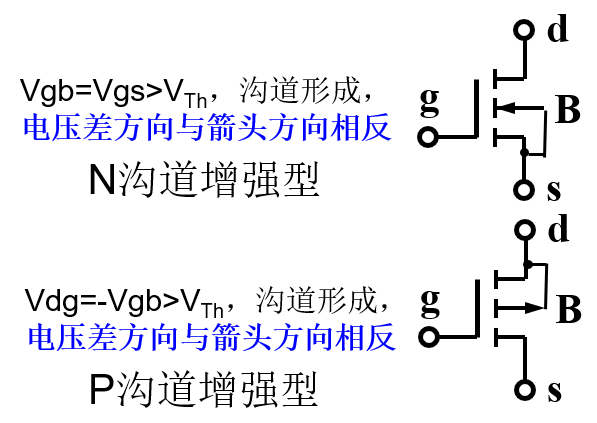 Vgb=Vgs>VTh，沟道形成，
电压差方向与箭头方向相反
N沟道增强型
d
g
B
s
Vdg=-Vgb>VTh，沟道形成，
电压差方向与箭头方向相反
P沟道增强型
d
g
B
s